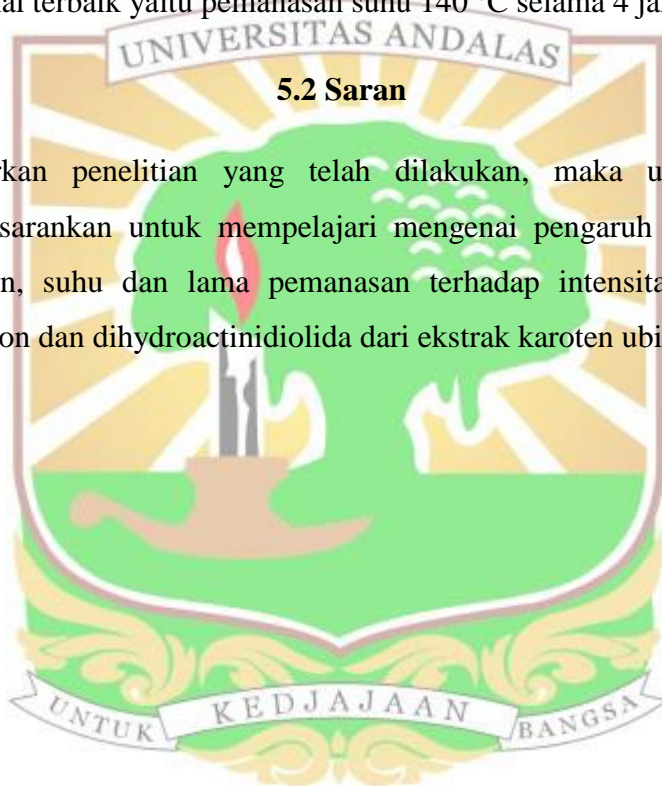 al terbaik yaitu pemanasan suhu 140 °C selama 4 ja
UNIVERSITAS ANDALAS
5.2 Saran
rkan penelitian yang telah dilakukan, maka u
sarankan untuk mempelajari mengenai pengaruh
n, suhu dan lama pemanasan terhadap intensita
on dan dihydroactinidiolida dari ekstrak karoten ubi
UNTUK KEDJAJAAN BANGSA